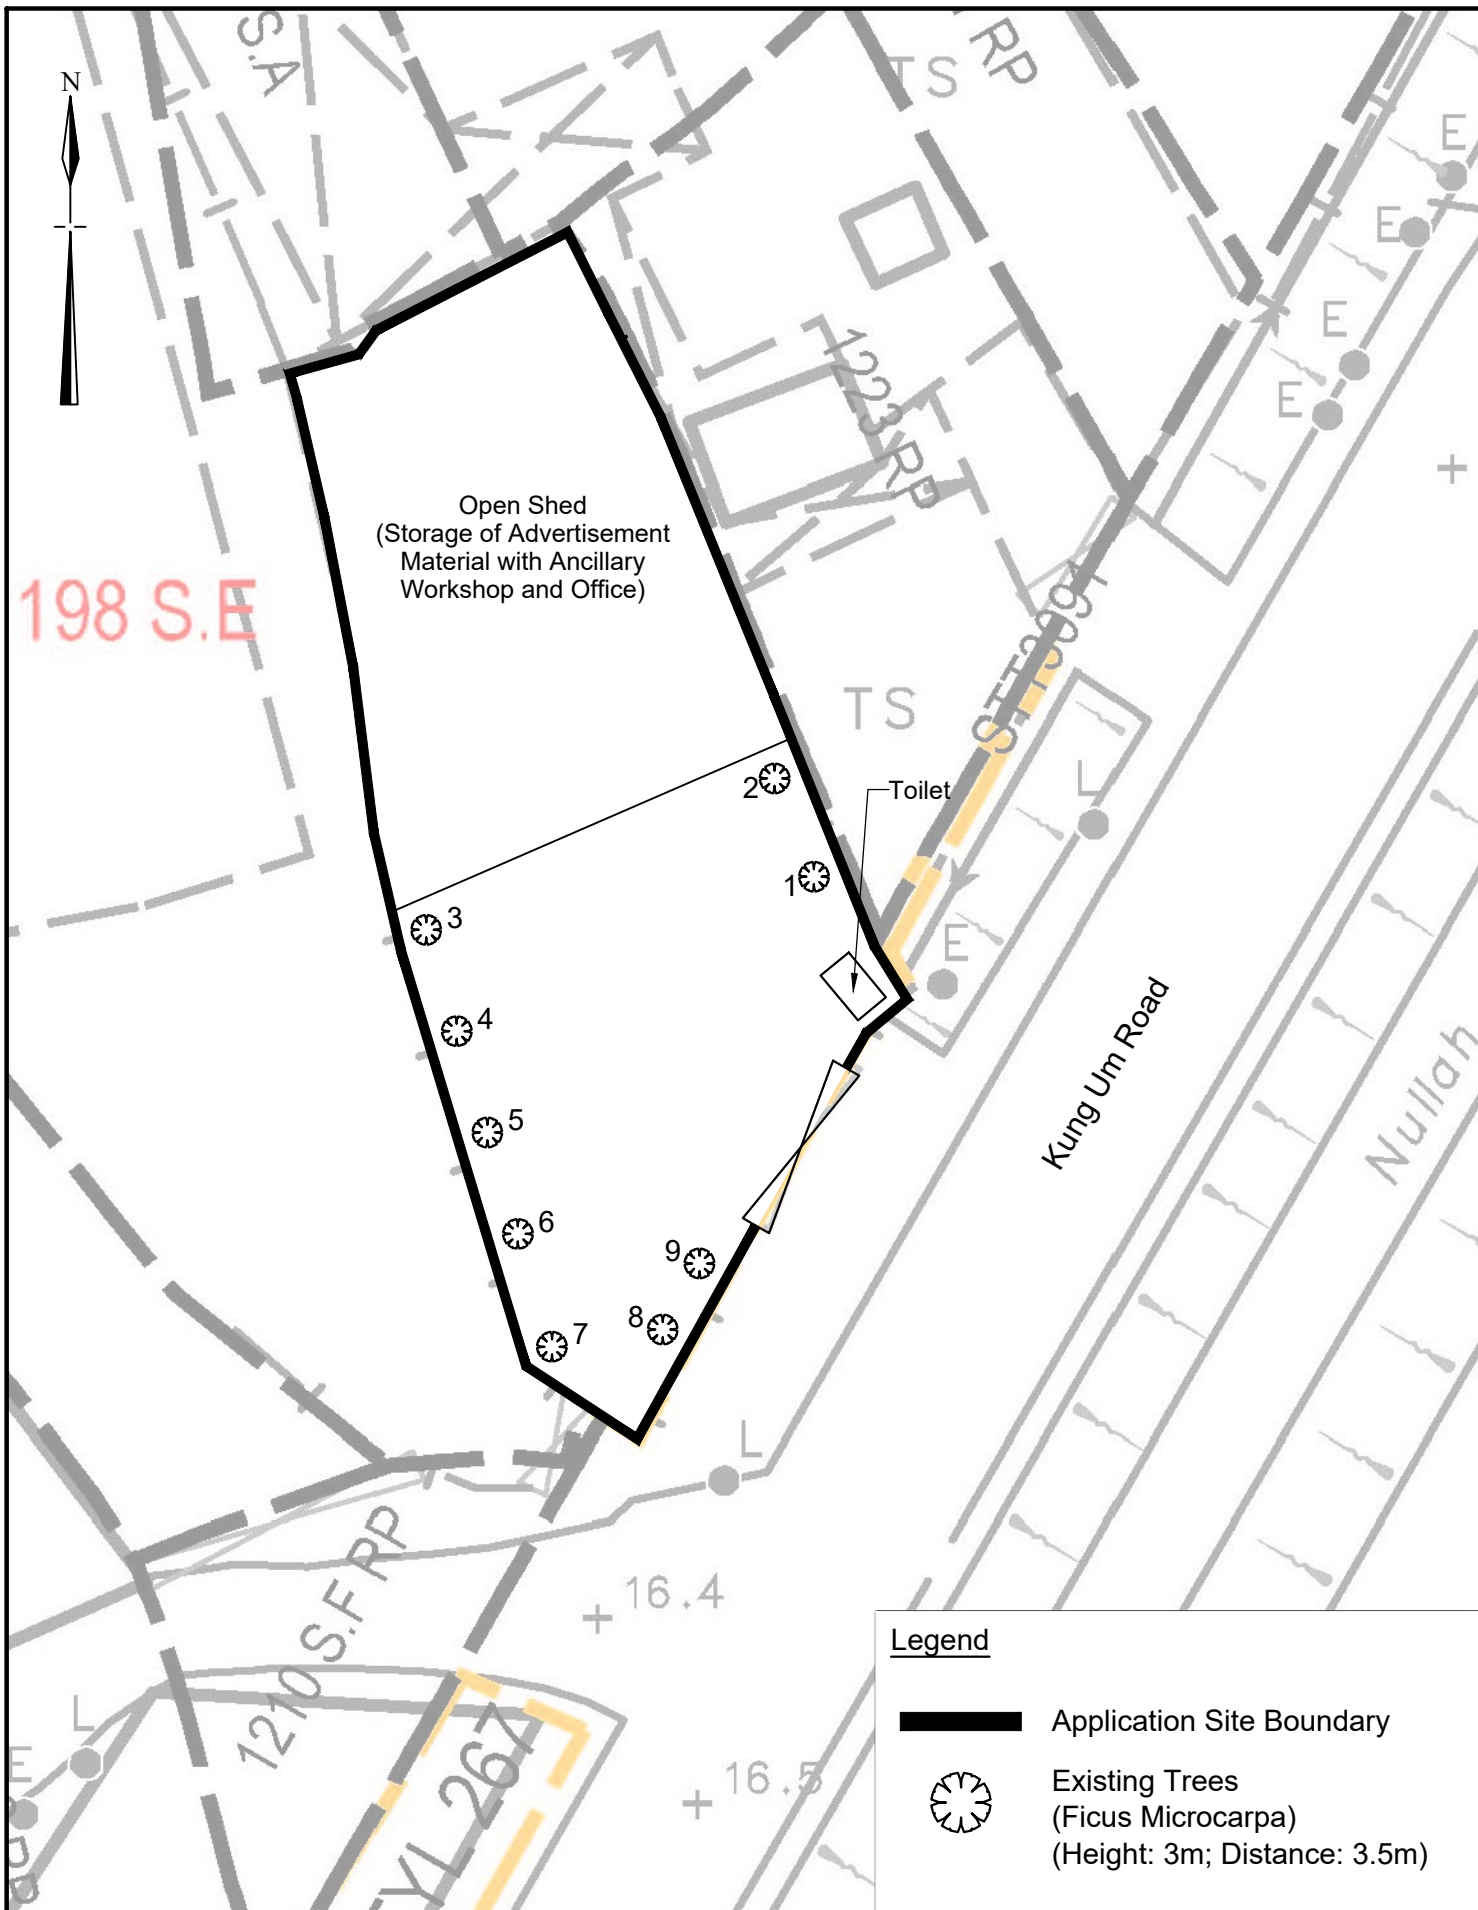 S.A
RP
TS
N
E
E
E
E
1223 RP
Open Shed
(Storage of Advertisement
Material with Ancillary
Workshop and Office)
198 S.E
STT3091
TS
L
2
Toilet
1
3
E
4
Kung Um Road
Nullah
5
6
9
8
7
L
1210 S.F RP
16.4
Legend
Application Site Boundary
L
E
16.5
Existing Trees
(Ficus Microcarpa)
(Height: 3m; Distance: 3.5m)
YL 267